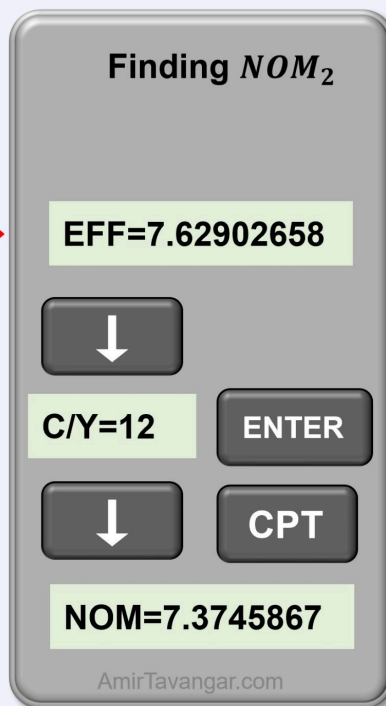 Finding NOM₂
EFF=7.62902658
↓
C/Y=12 ENTER
↓ CPT
NOM=7.3745867
AmirTavangar.com